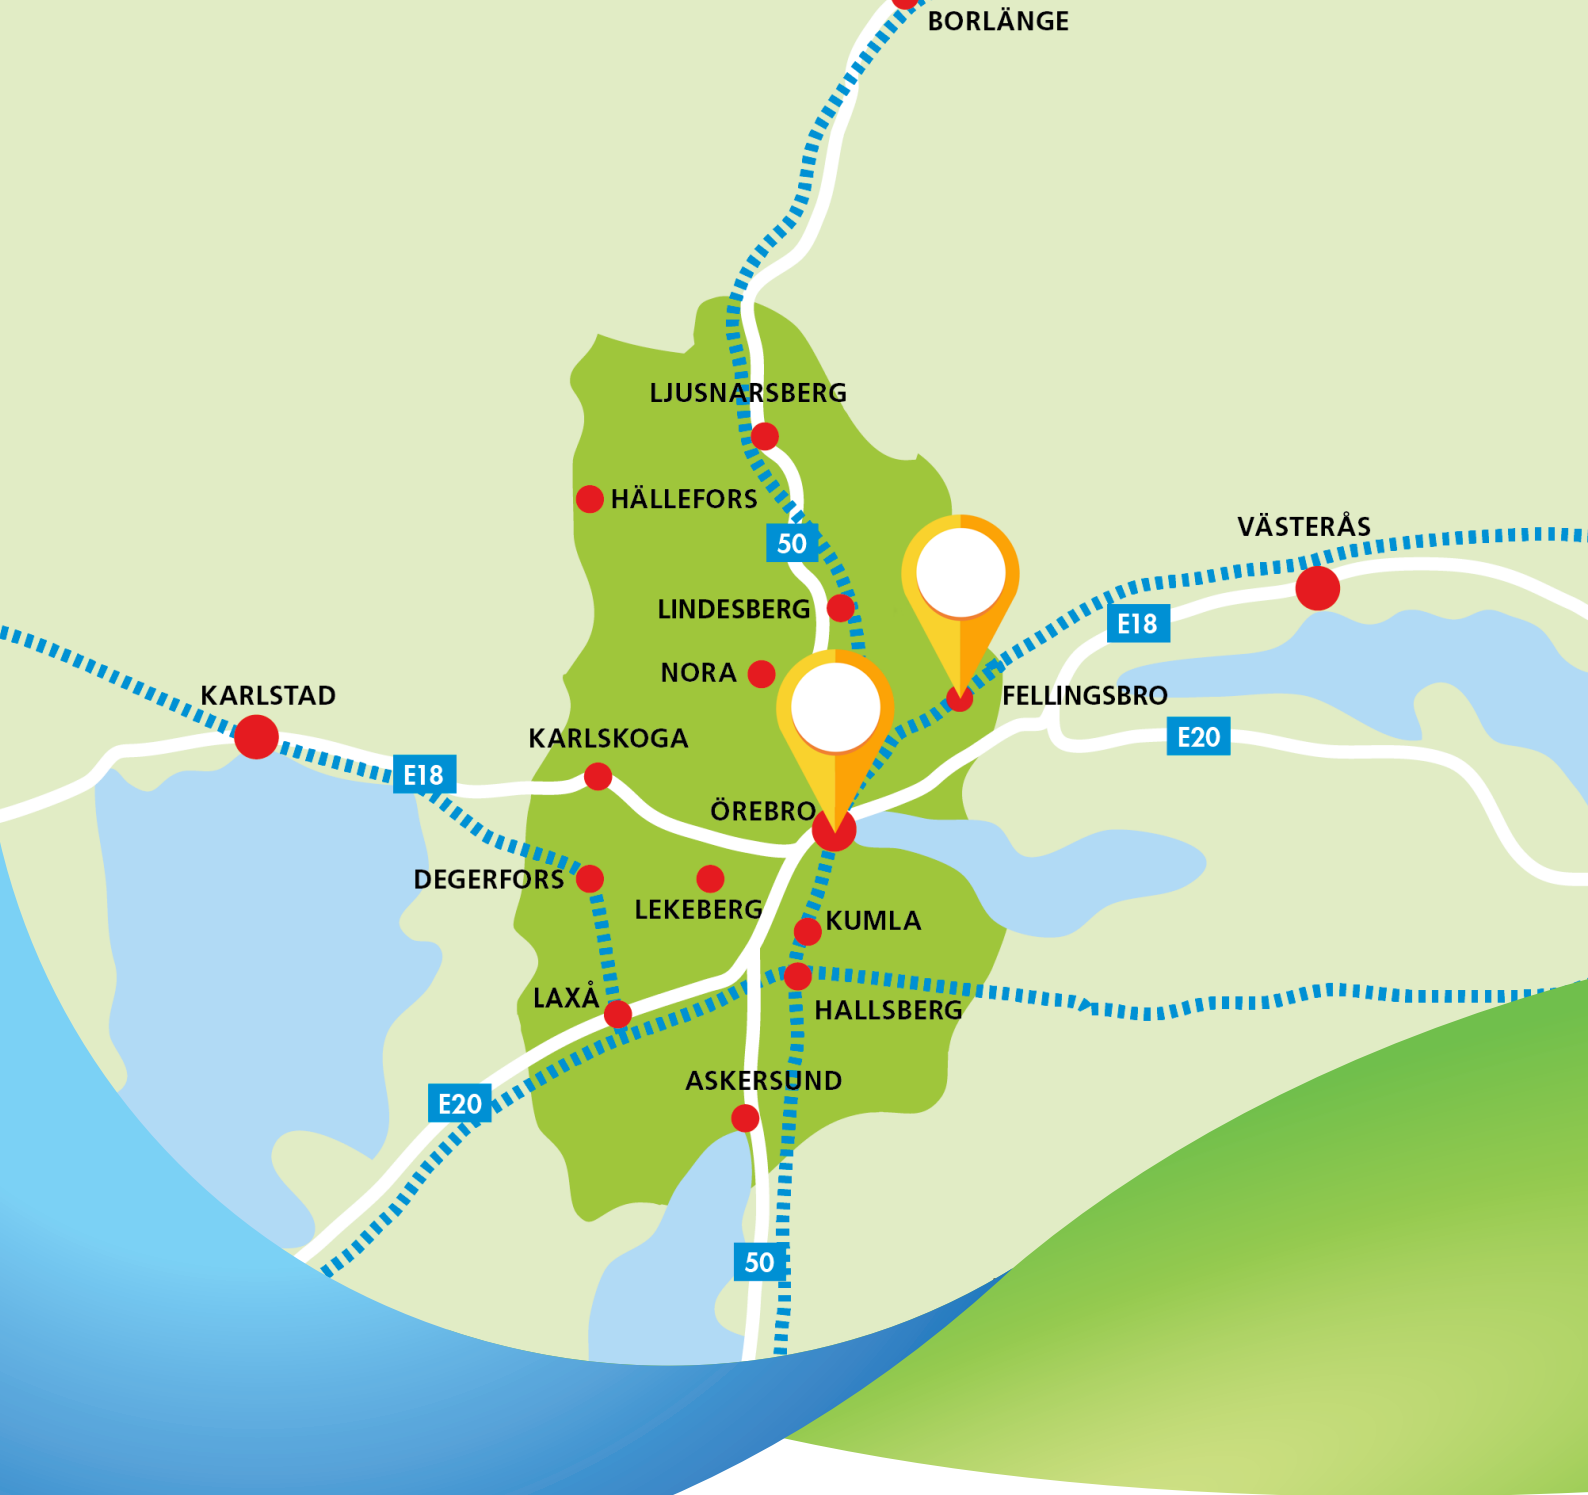 BORLÄNGE
LJUSNARSBERG
HÄLLEFORS
50
VÄSTERÅS
LINDESBERG
E18
NORA
KARLSTAD
FELLINGSBRO
KARLSKOGA
E20
E18
ÖREBRO
DEGERFORS
LEKEBERG
KUMLA
LAXÅ
HALLSBERG
ASKERSUND
E20
50